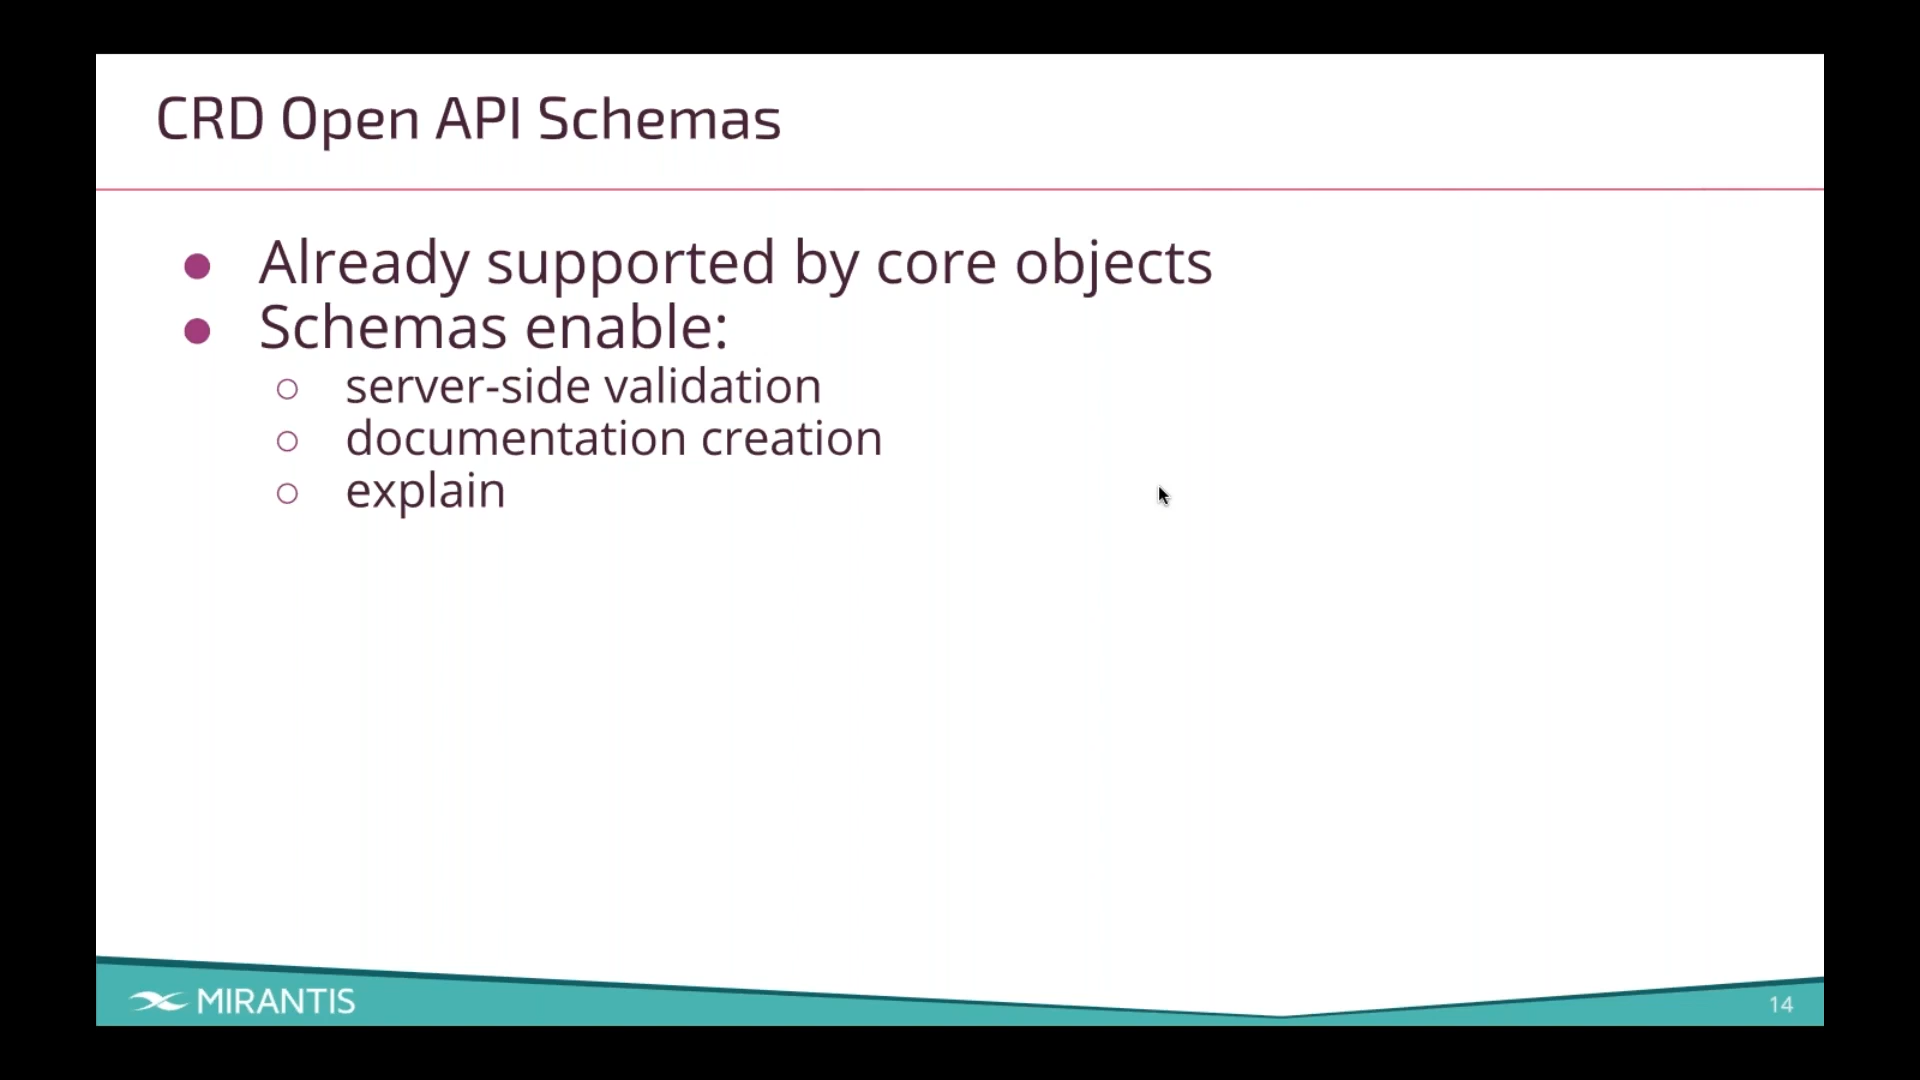 CRD Open API Schemas
● Already supported by core objects
● Schemas enable:
○ server-side validation
○ documentation creation
○ explain
MIRANTIS
14